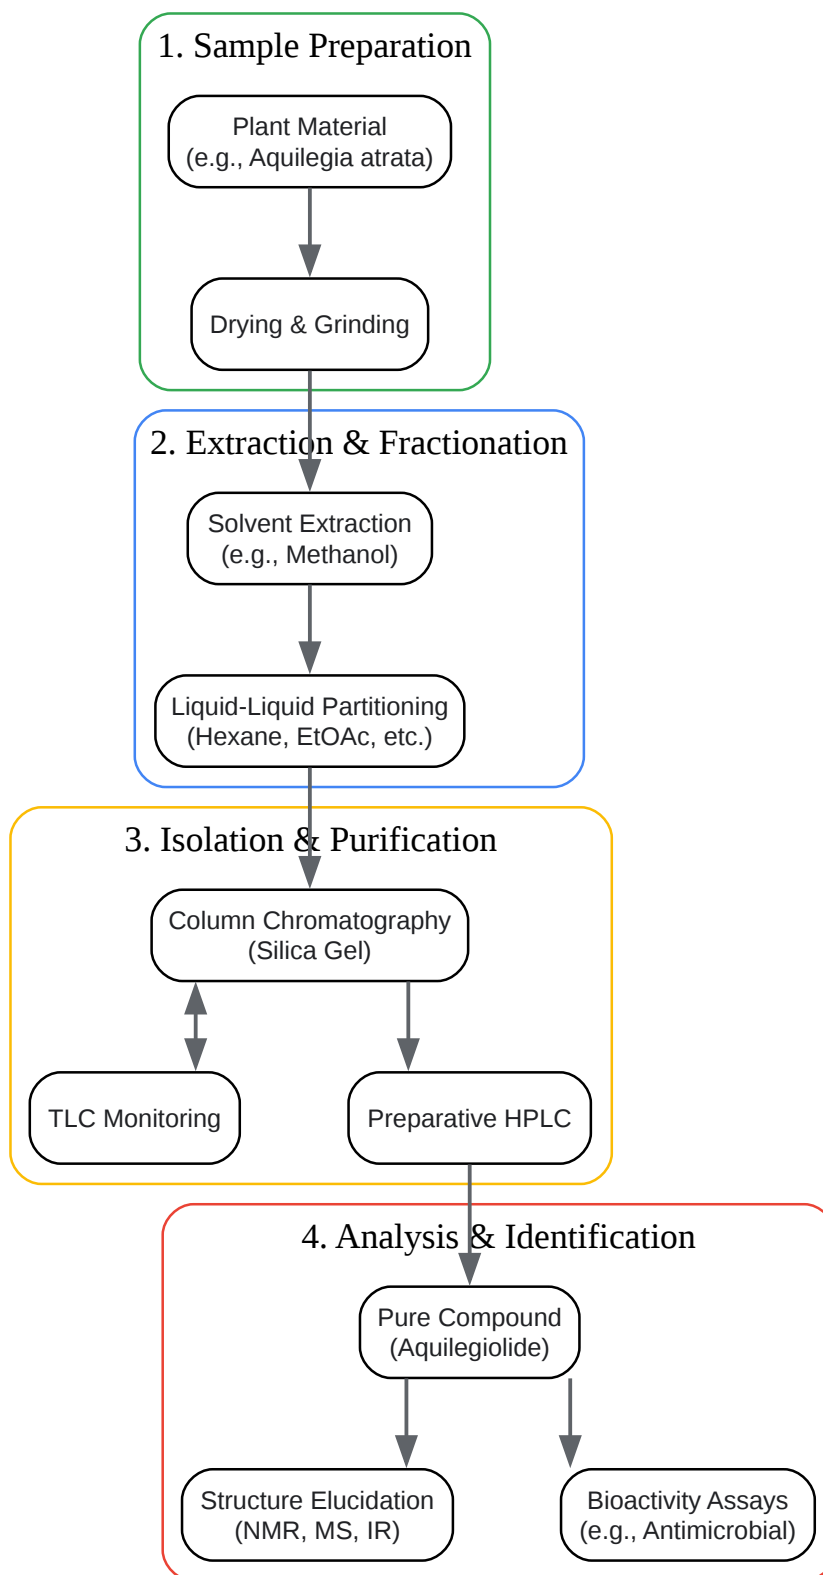 1. Sample Preparation
Plant Material
(e.g., Aquilegia atrata)
Drying & Grinding
2. Extraction & Fractionation
Solvent Extraction
(e.g., Methanol)
Liquid-Liquid Partitioning
(Hexane, EtOAc, etc.)
3. Isolation & Purification
Column Chromatography
(Silica Gel)
TLC Monitoring
Preparative HPLC
4. Analysis & Identification
Pure Compound
(Aquilegiolide)
Structure Elucidation
(NMR, MS, IR)
Bioactivity Assays
(e.g., Antimicrobial)